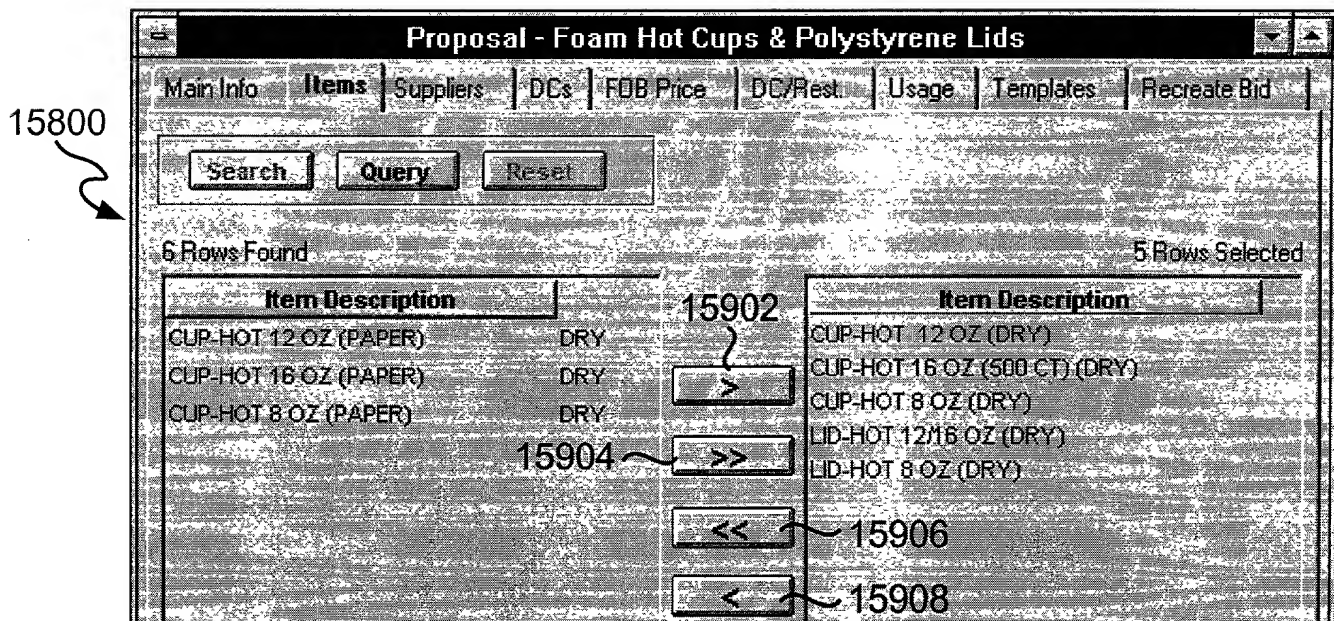 Proposal - Foam Hot Cups & Polystyrene Lids
Main Info Items Suppliers DCs FOB Price DC/Rest. Usage Templates Recreate Bid
15800
Search Query Reset
6 Rows Found 5 Rows Selected
Item Description 15902 Item Description
CUP-HOT 12 OZ (PAPER) DRY CUP-HOT 12 OZ (DRY)
CUP-HOT 16 OZ (PAPER) DRY > CUP-HOT 16 OZ (500 CT) (DRY)
CUP-HOT 8 OZ (PAPER) DRY CUP-HOT 8 OZ (DRY)
LID-HOT 12/16 OZ (DRY)
15904 >> LID-HOT 8 OZ (DRY)
<< 15906
< 15908